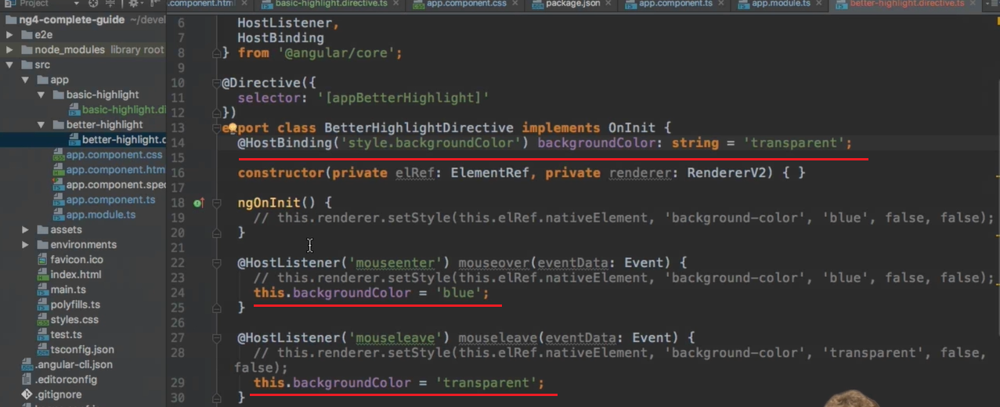 Project
.component.html
basic-highlight.directive.ts
app.component.css
package.json
app.component.ts
app.module.ts
better-highlight.directive.ts
ng4-complete-guide ~/devel
e2e
node_modules library root
src
app
basic-highlight
basic-highlight.di
better-highlight
better-highlight.d
app.component.css
app.component.htm
app.component.spec
app.component.ts
app.module.ts
assets
environments
favicon.ico
index.html
main.ts
polyfills.ts
styles.css
test.ts
tsconfig.json
.angular-cli.json
.editorconfig
.gitignore
6 HostListener,
7 HostBinding
8 } from '@angular/core';
9
10 @Directive({
11 selector: '[appBetterHighlight]'
12 })
13 export class BetterHighlightDirective implements OnInit {
14 @HostBinding('style.backgroundColor') backgroundColor: string = 'transparent';
15
16 constructor(private elRef: ElementRef, private renderer: RendererV2) { }
17
18 ngOnInit() {
19 // this.renderer.setStyle(this.elRef.nativeElement, 'background-color', 'blue', false, false);
20 }
21
22 @HostListener('mouseenter') mouseover(eventData: Event) {
23 // this.renderer.setStyle(this.elRef.nativeElement, 'background-color', 'blue', false, false);
24 this.backgroundColor = 'blue';
25 }
26
27 @HostListener('mouseleave') mouseleave(eventData: Event) {
28 // this.renderer.setStyle(this.elRef.nativeElement, 'background-color', 'transparent', false,
false);
29 this.backgroundColor = 'transparent';
30 }